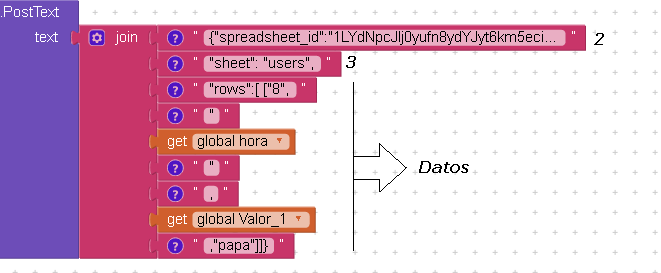 .PostText
text join ? " {"spreadsheet_id":"1LYdNpcJlj0yufn8ydYJyt6km5eci... " 2
? " "sheet": "users", " 3
? " "rows":[ ["8", "
? " " "
get global hora
? " " " Datos
? " , "
get global Valor_1
? " ,"papa"]]} "